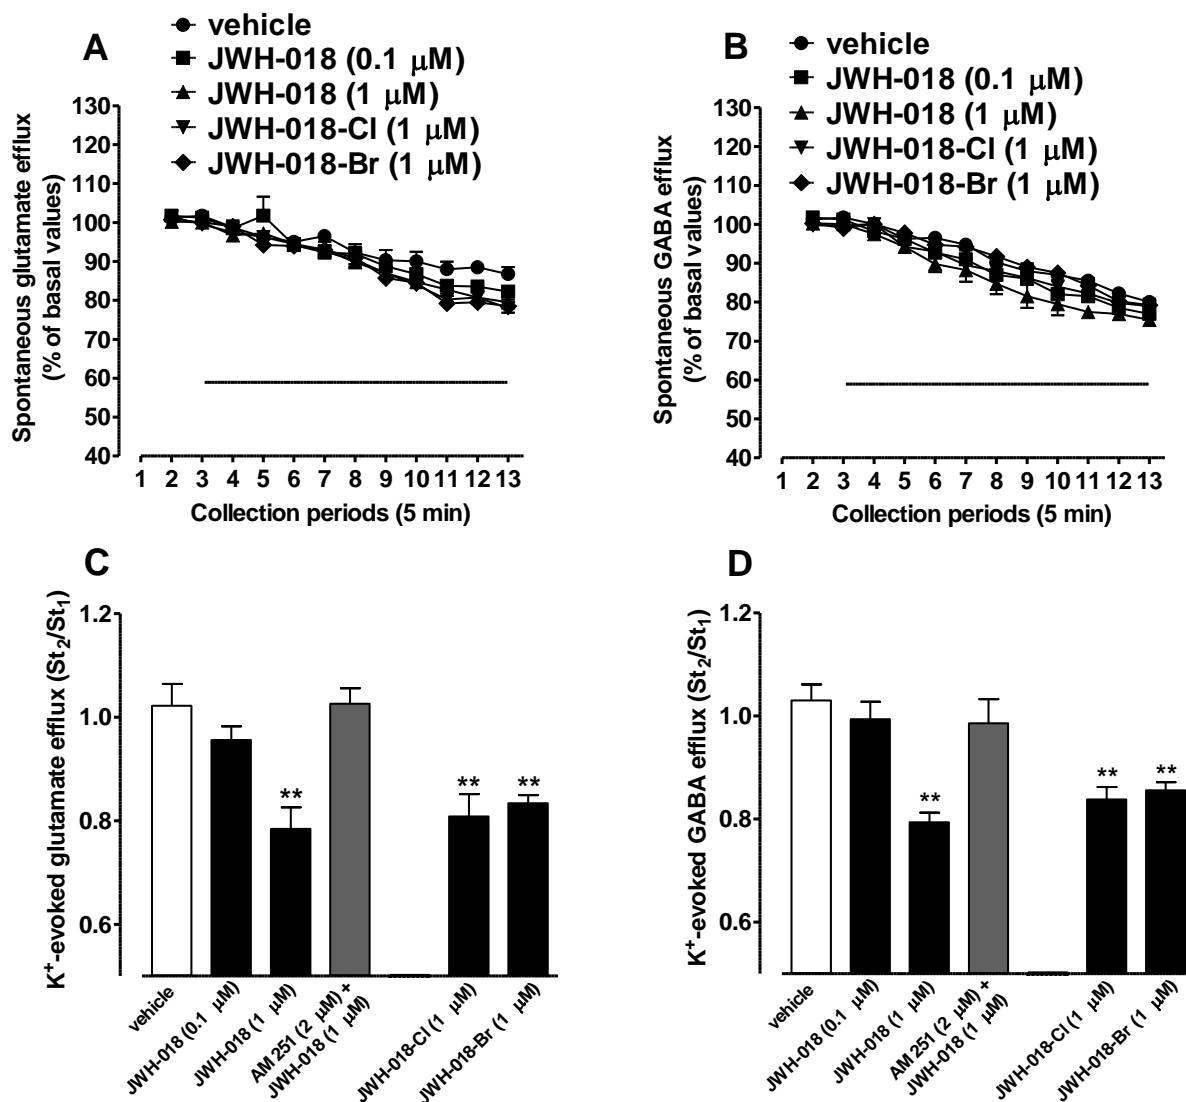 A
vehicle
JWH-018 (0.1 μM)
JWH-018 (1 μM)
JWH-018-Cl (1 μM)
JWH-018-Br (1 μM)
Spontaneous glutamate efflux
(% of basal values)
130
120
110
100
90
80
70
60
50
40
1 2 3 4 5 6 7 8 9 10 11 12 13
Collection periods (5 min)
B
vehicle
JWH-018 (0.1 μM)
JWH-018 (1 μM)
JWH-018-Cl (1 μM)
JWH-018-Br (1 μM)
Spontaneous GABA efflux
(% of basal values)
130
120
110
100
90
80
70
60
50
40
1 2 3 4 5 6 7 8 9 10 11 12 13
Collection periods (5 min)
C
K⁺-evoked glutamate efflux (St₂/St₁)
1.2
1.0
0.8
0.6
**
**
**
vehicle
JWH-018 (0.1 μM)
JWH-018 (1 μM)
AM 251 (2 μM) +
JWH-018 (1 μM)
JWH-018-Cl (1 μM)
JWH-018-Br (1 μM)
D
K⁺-evoked GABA efflux (St₂/St₁)
1.2
1.0
0.8
0.6
**
**
**
vehicle
JWH-018 (0.1 μM)
JWH-018 (1 μM)
AM 251 (2 μM) +
JWH-018 (1 μM)
JWH-018-Cl (1 μM)
JWH-018-Br (1 μM)